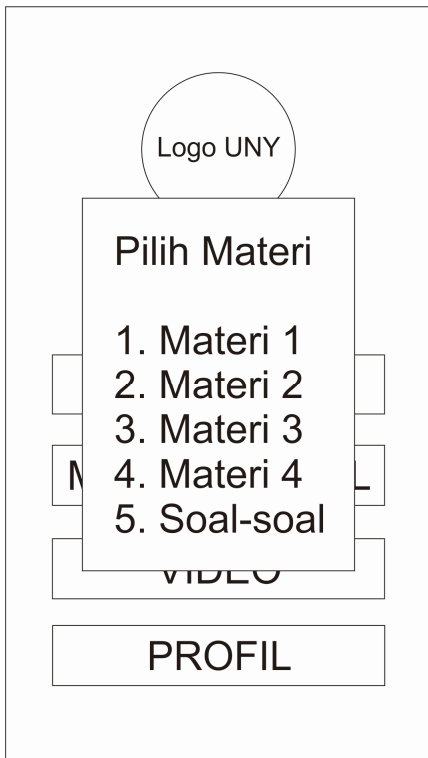 Logo UNY
Pilih Materi
1. Materi 1
2. Materi 2
3. Materi 3
4. Materi 4
5. Soal-soal
VIDEO
PROFIL